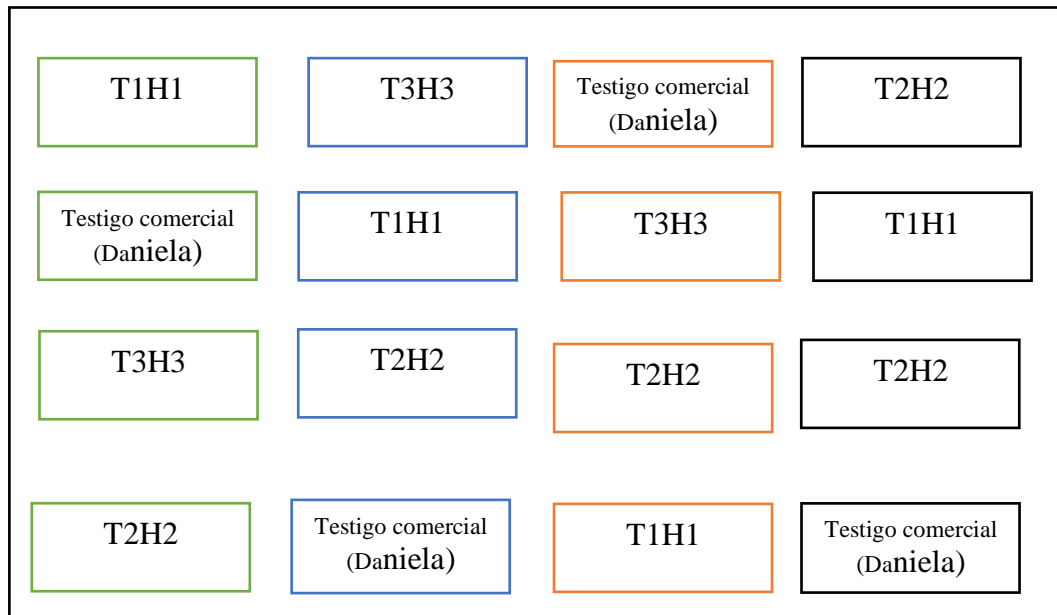 T1H1
T3H3
Testigo comercial
(Daniela)
T2H2
Testigo comercial
(Daniela)
T1H1
T3H3
T1H1
T3H3
T2H2
T2H2
T2H2
T2H2
Testigo comercial
(Daniela)
T1H1
Testigo comercial
(Daniela)